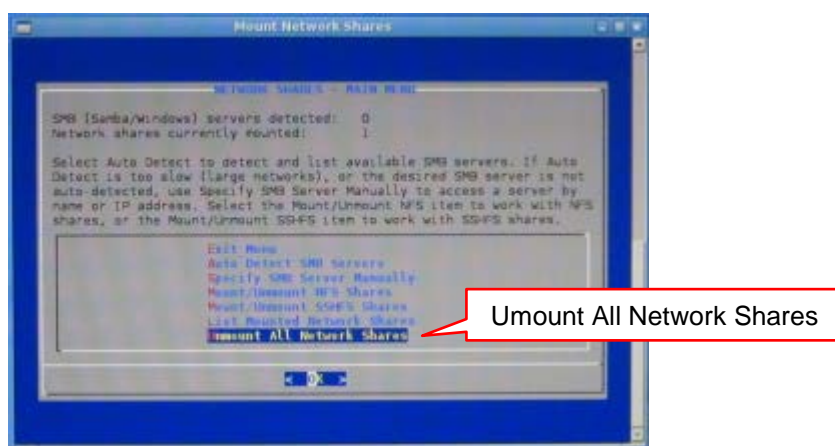 Mount Network Shares
NETWORK SHARES - MAIN MENU
SMB (Samba/Windows) servers detected: 0
Network shares currently mounted: 1
Select Auto Detect to detect and list available SMB servers. If Auto
Detect is too slow (large networks), or the desired SMB server is not
auto-detected, use Specify SMB Server Manually to access a server by
name or IP address. Select the Mount/Unmount NFS item to work with NFS
shares, or the Mount/Unmount SSHFS item to work with SSHFS shares.
Exit Menu
Auto Detect SMB Servers
Specify SMB Server Manually
Mount/Unmount NFS Shares
Mount/Unmount SSHFS Shares
List Mounted Network Shares
Unmount All Network Shares
Umount All Network Shares
< OK >